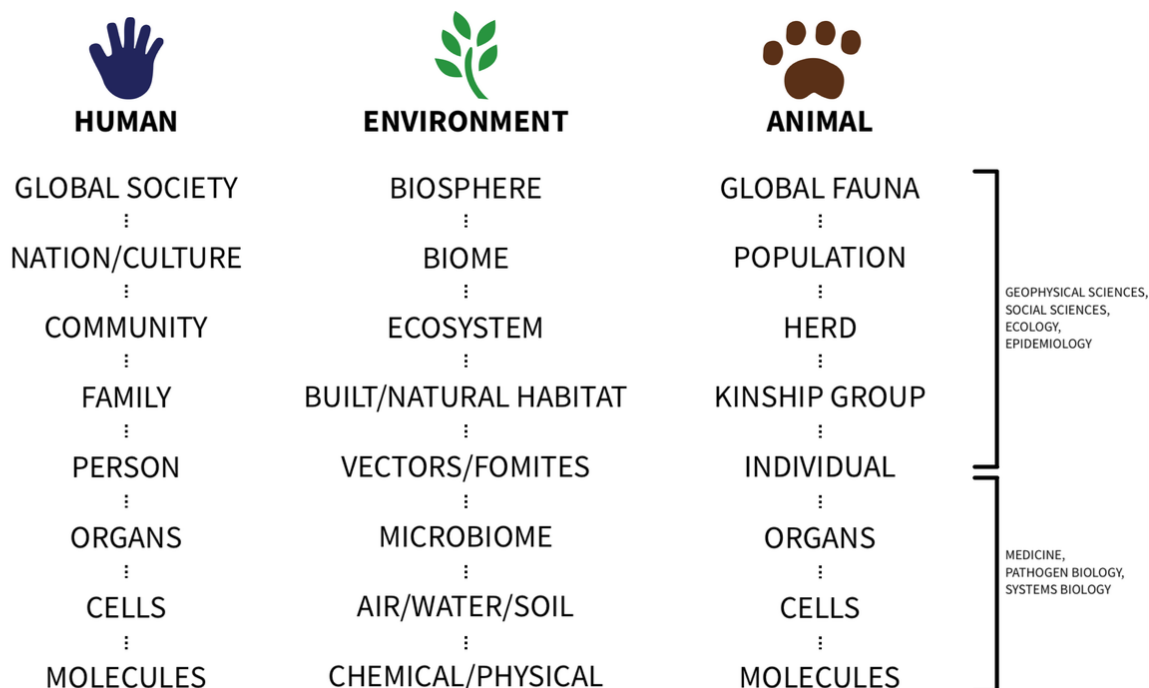 HUMAN
ENVIRONMENT
ANIMAL
GLOBAL SOCIETY
BIOSPHERE
GLOBAL FAUNA
NATION/CULTURE
BIOME
POPULATION
COMMUNITY
ECOSYSTEM
HERD
FAMILY
BUILT/NATURAL HABITAT
KINSHIP GROUP
PERSON
VECTORS/FOMITES
INDIVIDUAL
ORGANS
MICROBIOME
ORGANS
CELLS
AIR/WATER/SOIL
CELLS
MOLECULES
CHEMICAL/PHYSICAL
MOLECULES
GEOPHYSICAL SCIENCES,
SOCIAL SCIENCES,
ECOLOGY,
EPIDEMIOLOGY
MEDICINE,
PATHOGEN BIOLOGY,
SYSTEMS BIOLOGY